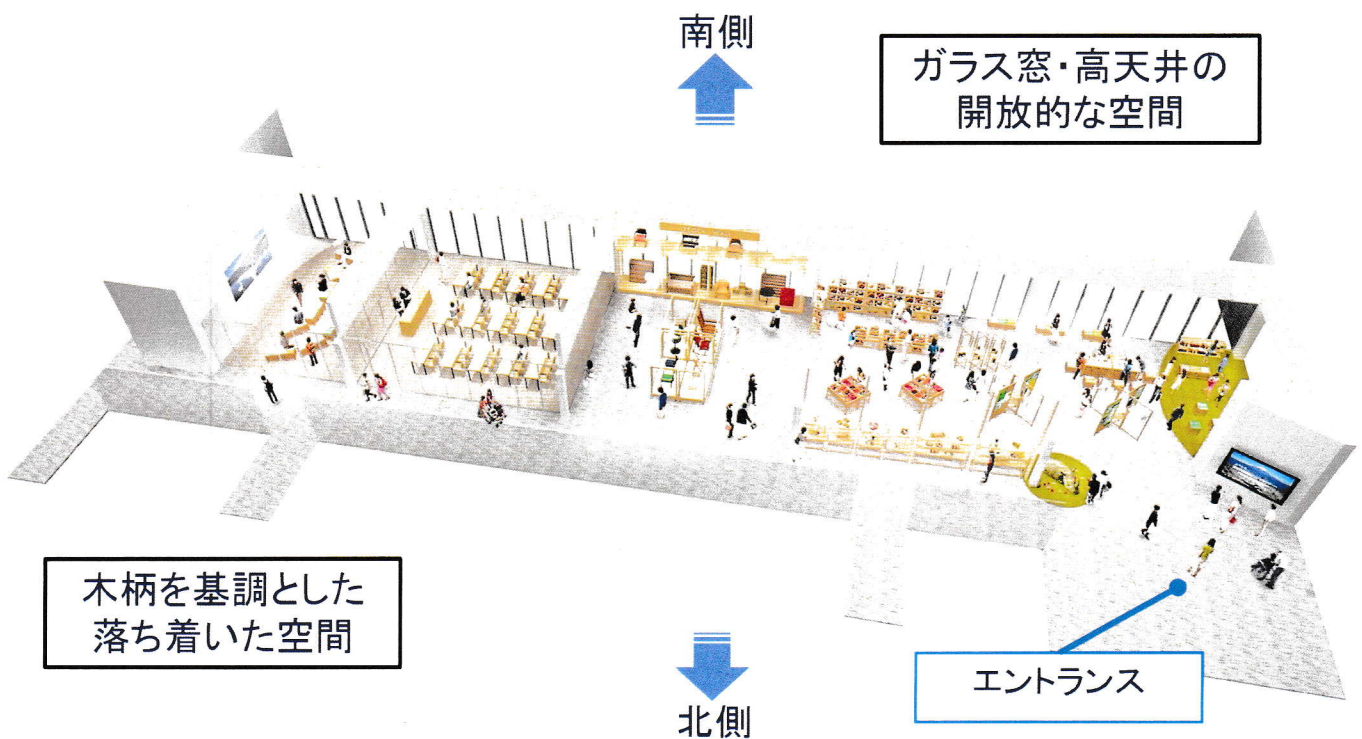 南側
ガラス窓・高天井の
開放的な空間
木柄を基調とした
落ち着いた空間
エントランス
北側